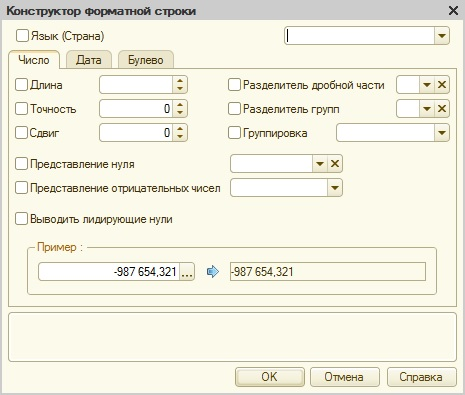 Конструктор форматной строки
Язык (Страна)
Число Дата Булево
Длина Разделитель дробной части
Точность 0 Разделитель групп
Сдвиг 0 Группировка
Представление нуля
Представление отрицательных чисел
Выводить лидирующие нули
Пример :
-987 654,321 ... -987 654,321
OK Отмена Справка